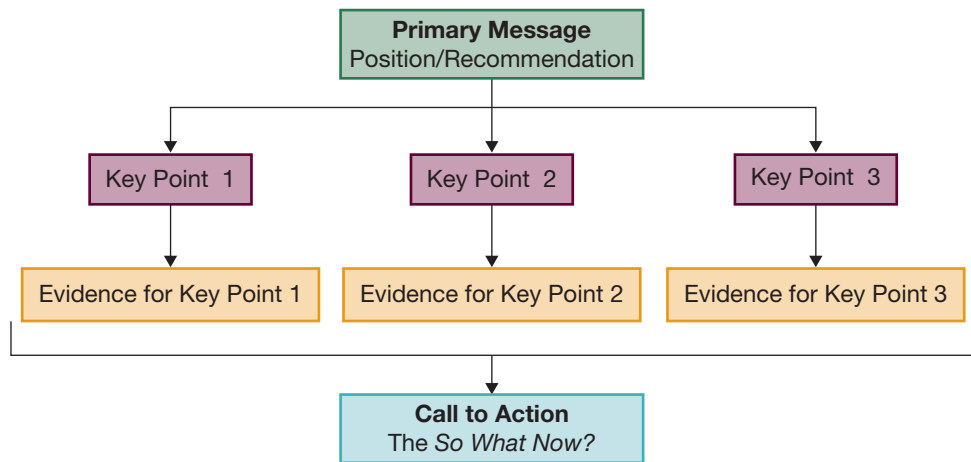 Primary Message
Position/Recommendation
Key Point 1
Key Point 2
Key Point 3
Evidence for Key Point 1
Evidence for Key Point 2
Evidence for Key Point 3
Call to Action
The So What Now?